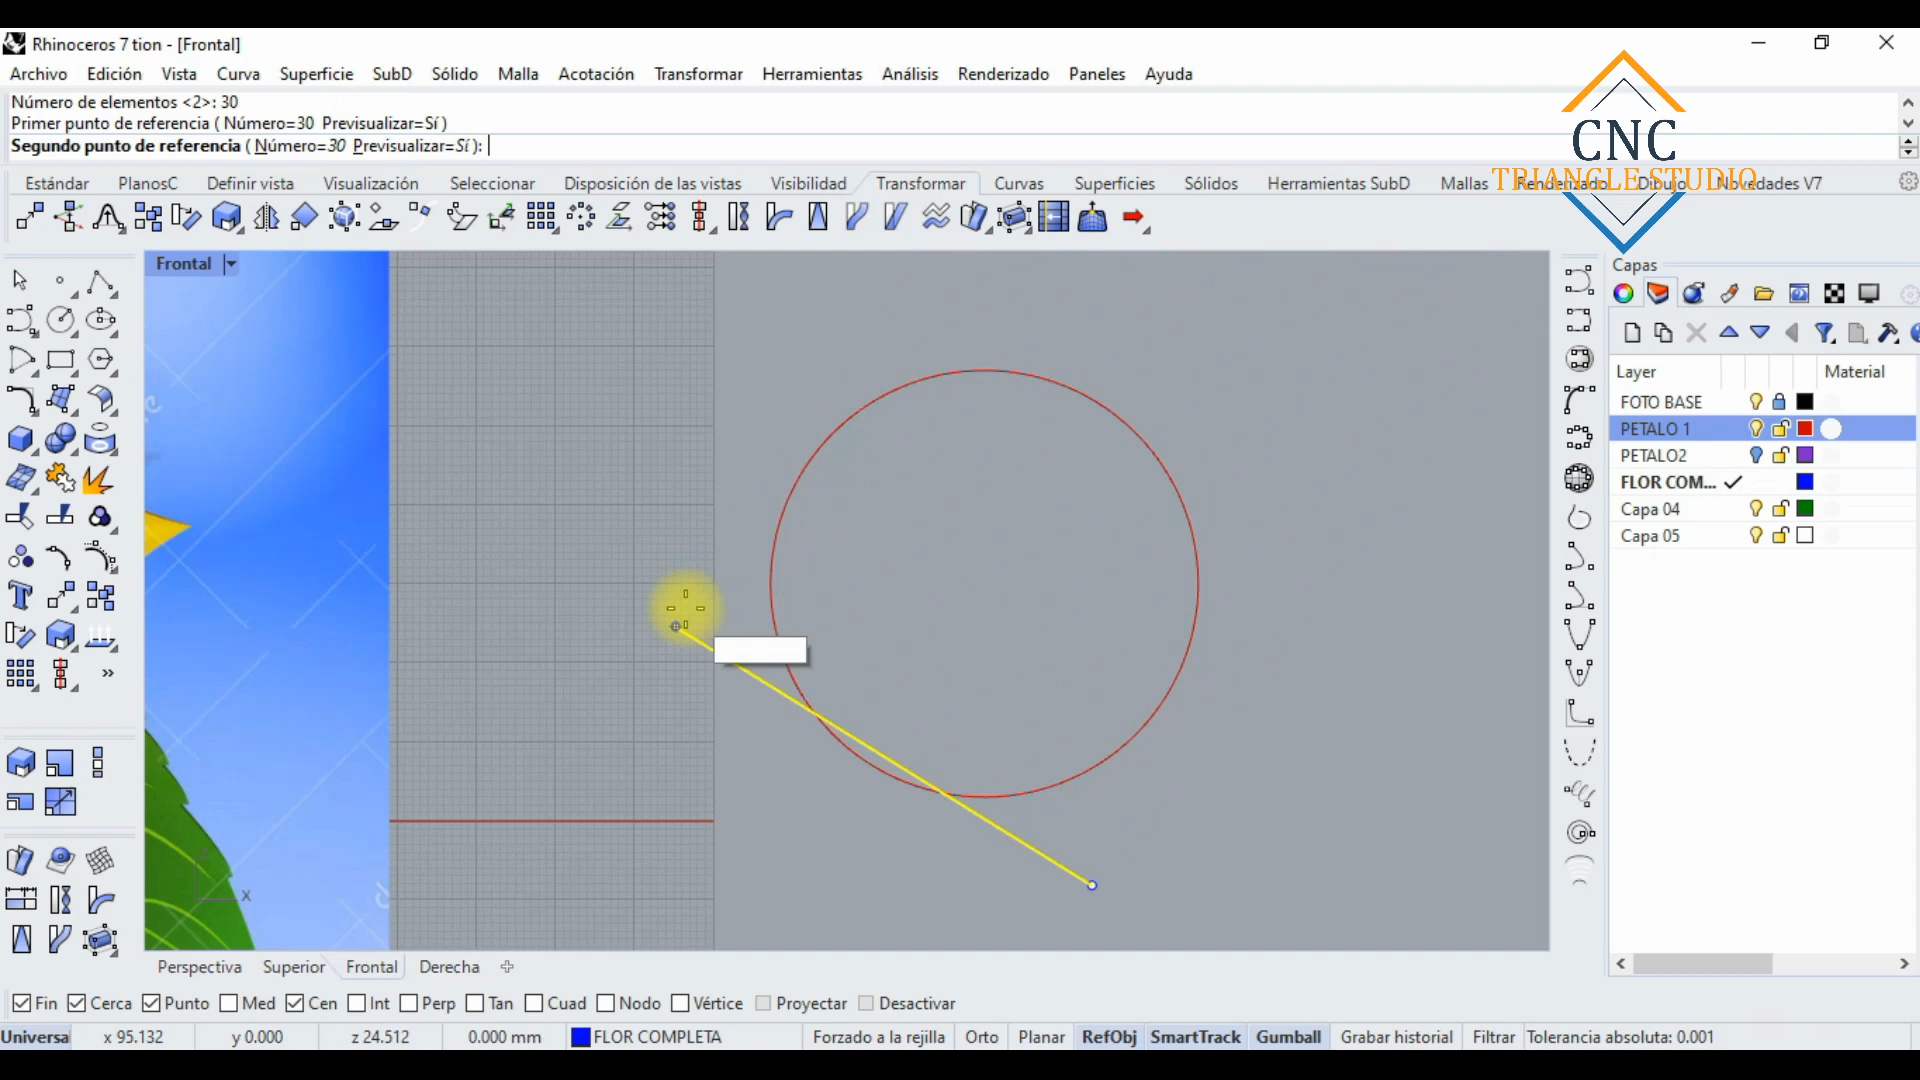 Rhinoceros 7 tion - [Frontal]
Archivo Edición Vista Curva Superficie SubD Sólido Malla Acotación Transformar Herramientas Análisis Renderizado Paneles Ayuda
Número de elementos <2>: 30
Primer punto de referencia ( Número=30 Previsualizar=Sí )
Segundo punto de referencia ( Número=30 Previsualizar=Sí ):
CNC
TRIANGLE STUDIO
Estándar PlanosC Definir vista Visualización Seleccionar Disposición de las vistas Visibilidad Transformar Curvas Superficies Sólidos Herramientas SubD Mallas Renderizado Dibujo Novedades V7
Frontal
Capas
Layer Material
FOTO BASE
PETALO 1
PETALO2
FLOR COM...
Capa 04
Capa 05
x
Perspectiva Superior Frontal Derecha
Fin Cerca Punto Med Cen Int Perp Tan Cuad Nodo Vértice Proyectar Desactivar
Universa x 95.132 y 0.000 z 24.512 0.000 mm FLOR COMPLETA Forzado a la rejilla Orto Planar RefObj SmartTrack Gumball Grabar historial Filtrar Tolerancia absoluta: 0.001